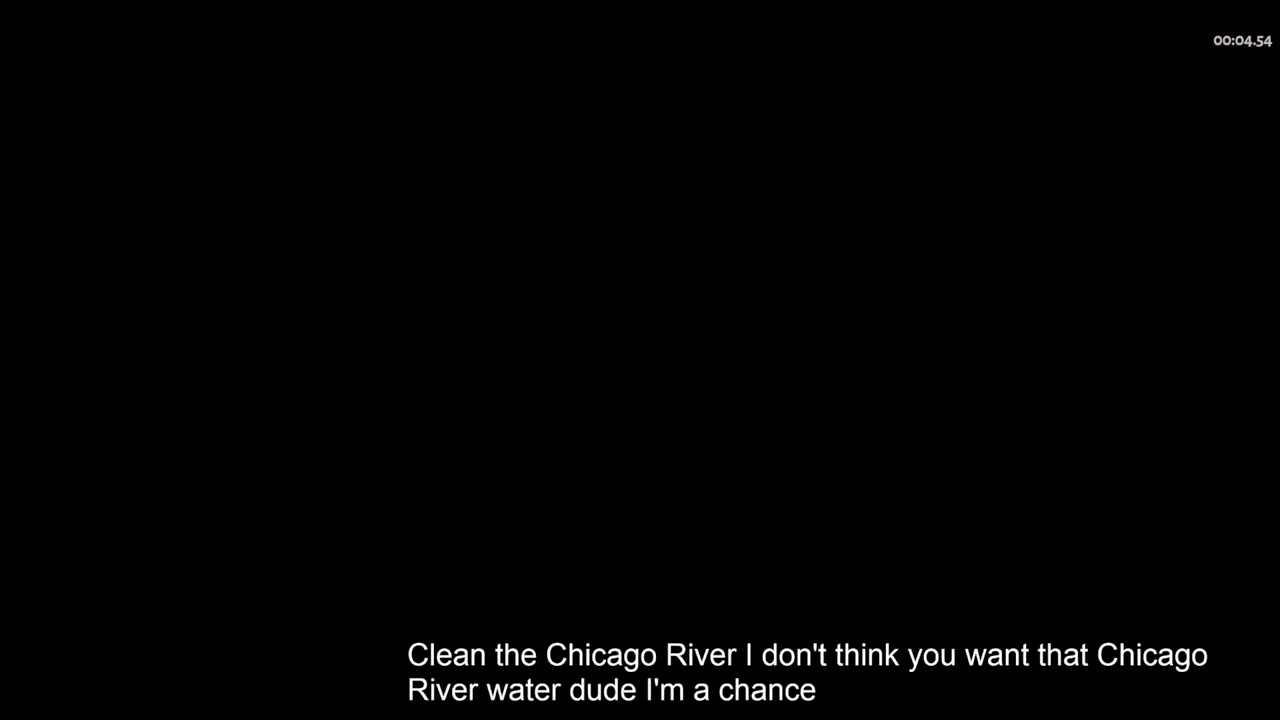 00:04.54
Clean the Chicago River I don't think you want that Chicago
River water dude I'm a chance